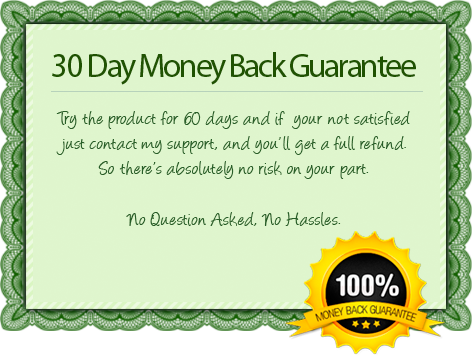 30 Day Money Back Guarantee
Try the product for 60 days and if your not satisfied
just contact my support, and you'll get a full refund.
So there's absolutely no risk on your part.
No Question Asked, No Hassles.
100%
MONEY BACK GUARANTEE